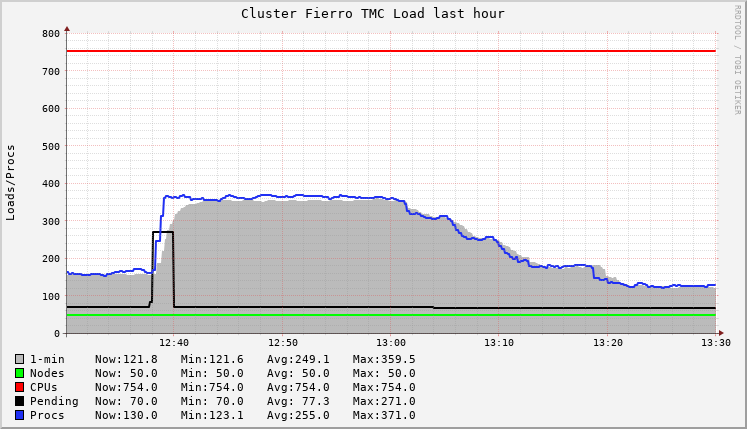 Cluster Fierro TMC Load last hour
RRDTOOL / TOBI OETIKER
Loads/Procs
800
700
600
500
400
300
200
100
0
12:40 12:50 13:00 13:10 13:20 13:30
1-min Now:121.8 Min:121.6 Avg:249.1 Max:359.5
Nodes Now: 50.0 Min: 50.0 Avg: 50.0 Max: 50.0
CPUs Now:754.0 Min:754.0 Avg:754.0 Max:754.0
Pending Now: 70.0 Min: 70.0 Avg: 77.3 Max:271.0
Procs Now:130.0 Min:123.1 Avg:255.0 Max:371.0